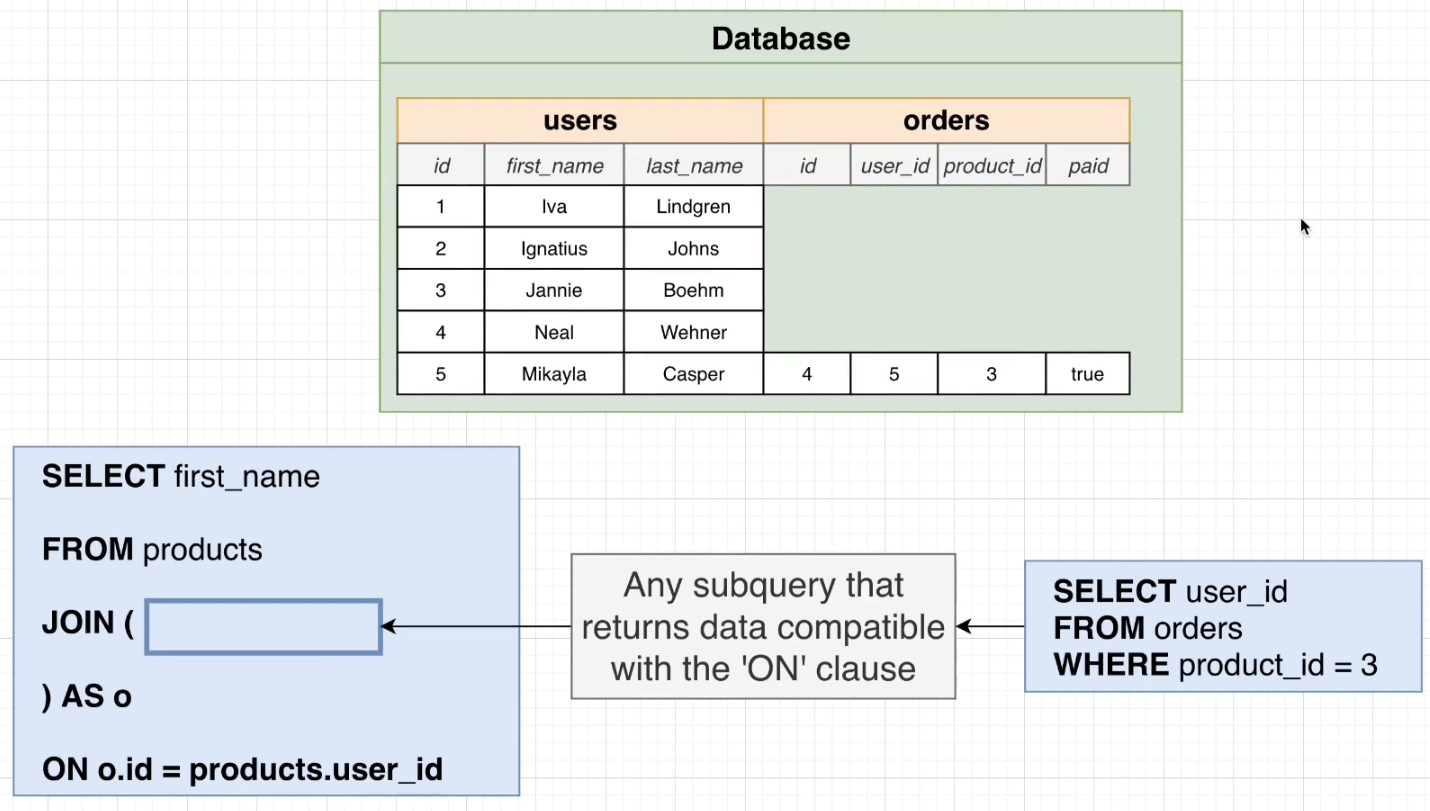 Database
users orders
id first_name last_name id user_id product_id paid
1 Iva Lindgren
2 Ignatius Johns
3 Jannie Boehm
4 Neal Wehner
5 Mikayla Casper 4 5 3 true
SELECT first_name
FROM products
JOIN (
) AS o
ON o.id = products.user_id
Any subquery that
returns data compatible
with the 'ON' clause
SELECT user_id
FROM orders
WHERE product_id = 3